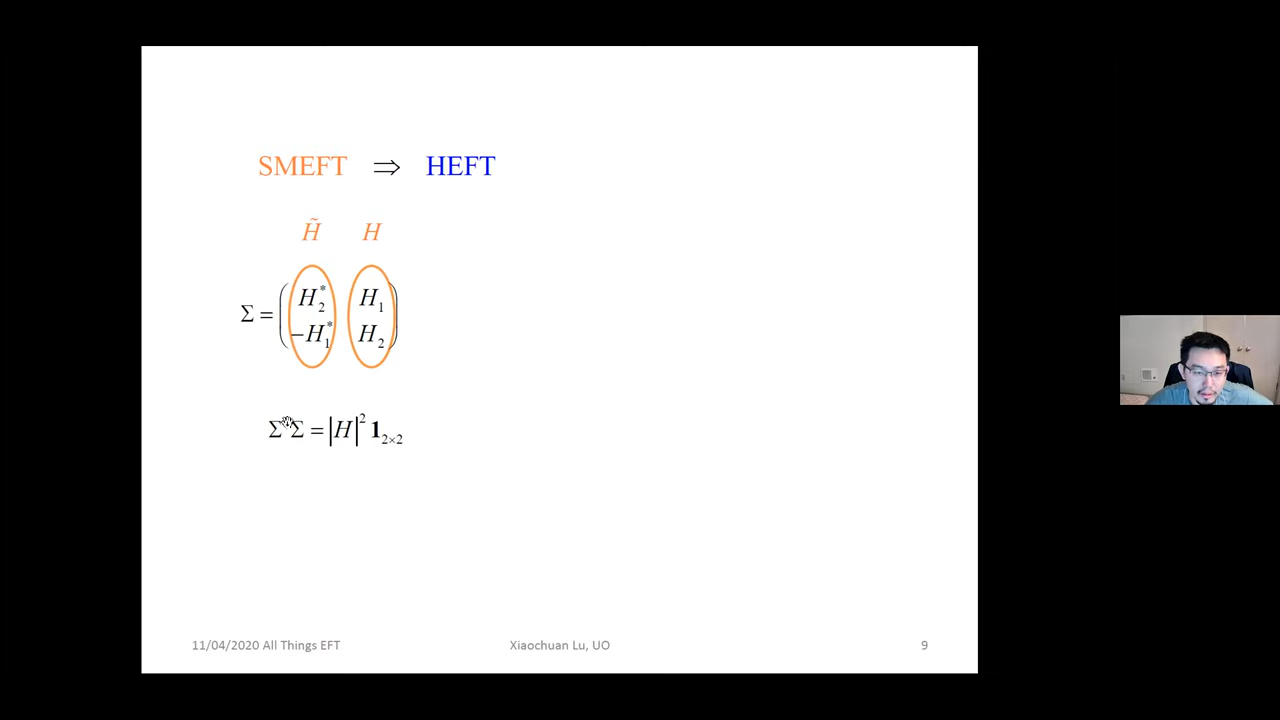 SMEFT ⇒ HEFT
H̃ H
Σ = ( H₂* H₁
−H₁* H₂ )
Σ Σ = |H|² 1₂ₓ₂
11/04/2020 All Things EFT
Xiaochuan Lu, UO
9